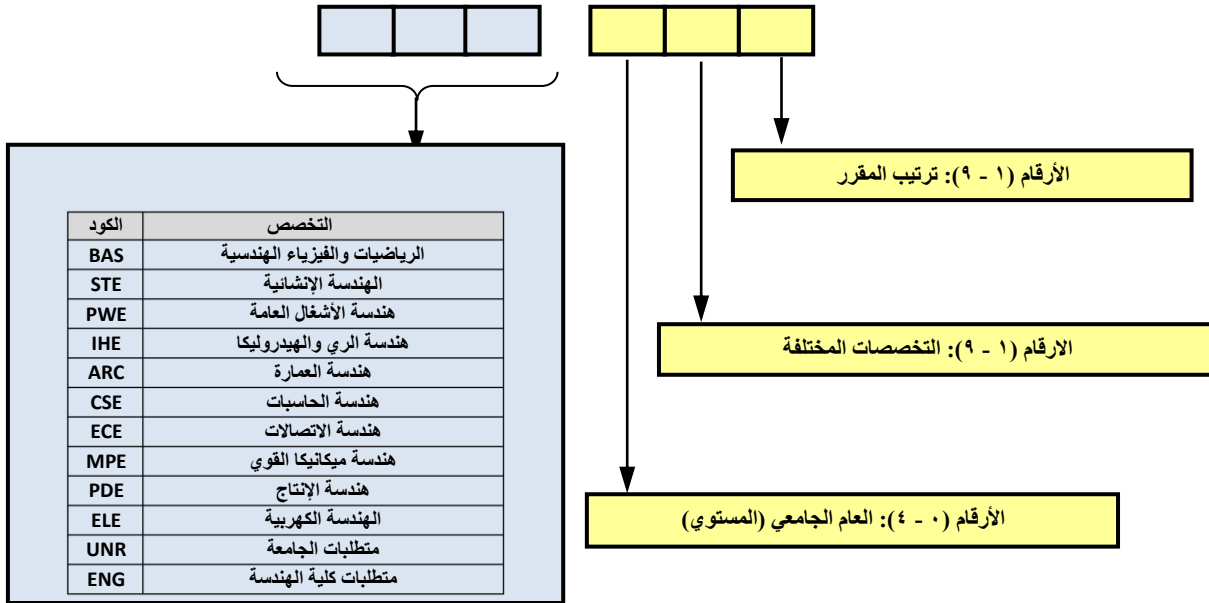 الأرقام (١ - ٩): ترتيب المقرر
الارقام (١ - ٩): التخصصات المختلفة
الأرقام (٠ - ٤): العام الجامعي (المستوي)
التخصص الكود
الرياضيات والفيزياء الهندسية BAS
الهندسة الإنشائية STE
هندسة الأشغال العامة PWE
هندسة الري والهيدروليكا IHE
هندسة العمارة ARC
هندسة الحاسبات CSE
هندسة الاتصالات ECE
هندسة ميكانيكا القوي MPE
هندسة الإنتاج PDE
الهندسة الكهربية ELE
متطلبات الجامعة UNR
متطلبات كلية الهندسة ENG